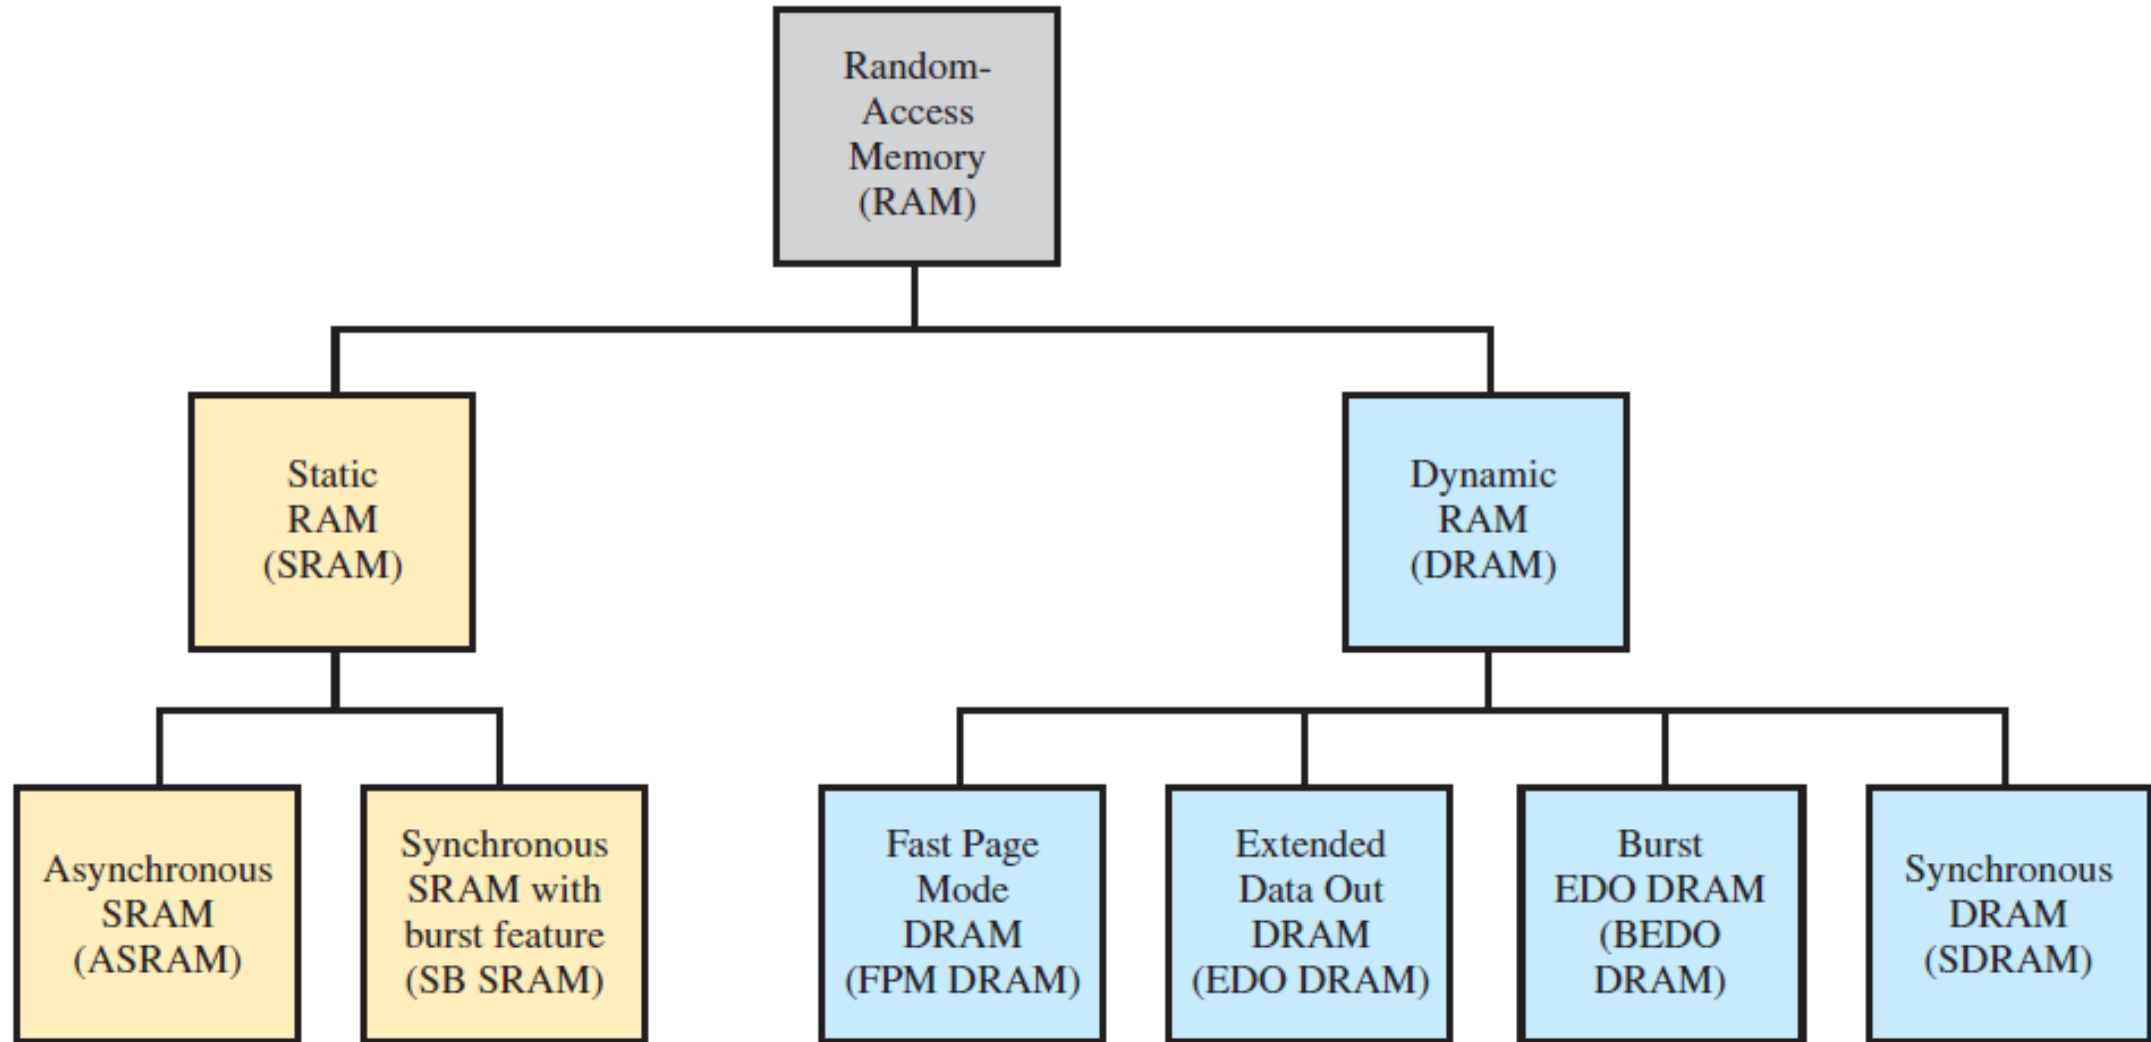 Random-
Access
Memory
(RAM)
Static
RAM
(SRAM)
Dynamic
RAM
(DRAM)
Asynchronous
SRAM
(ASRAM)
Synchronous
SRAM with
burst feature
(SB SRAM)
Fast Page
Mode
DRAM
(FPM DRAM)
Extended
Data Out
DRAM
(EDO DRAM)
Burst
EDO DRAM
(BEDO
DRAM)
Synchronous
DRAM
(SDRAM)